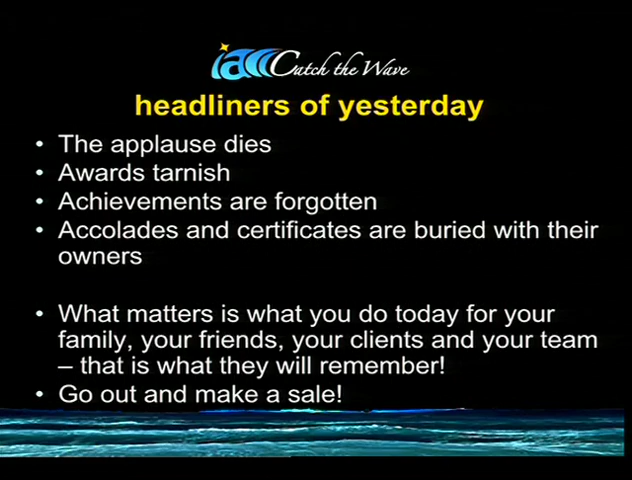 iacc Catch the Wave
headliners of yesterday
• The applause dies
• Awards tarnish
• Achievements are forgotten
• Accolades and certificates are buried with their
owners
• What matters is what you do today for your
family, your friends, your clients and your team
– that is what they will remember!
• Go out and make a sale!